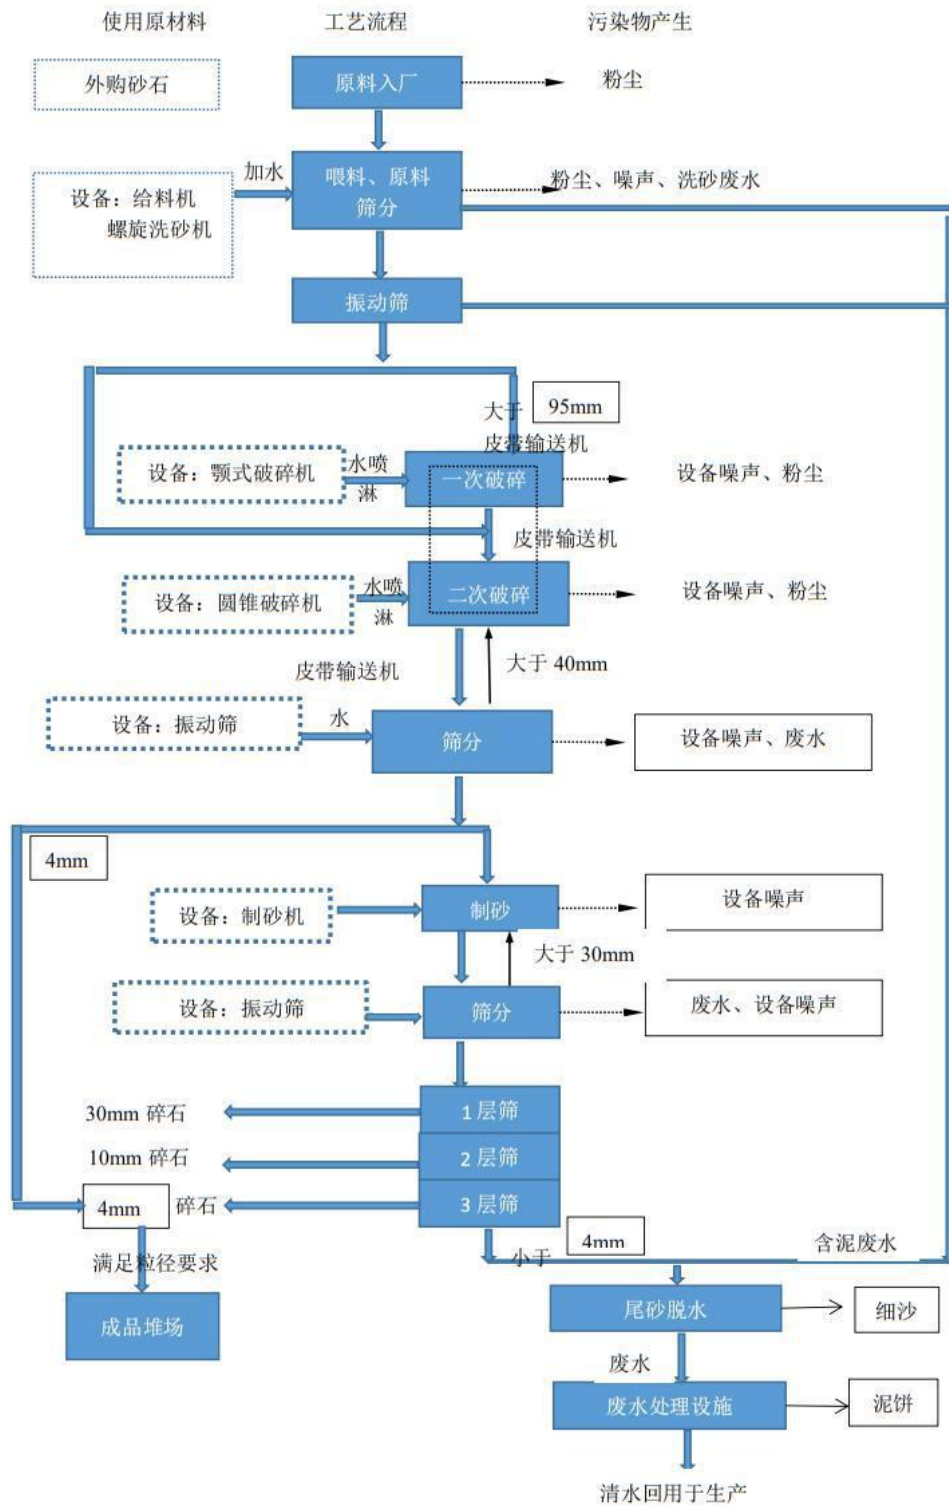 使用原材料
工艺流程
污染物产生
外购砂石
原料入厂
粉尘
加水
设备：给料机
螺旋洗砂机
喂料、原料
筛分
粉尘、噪声、洗砂废水
振动筛
大于
95mm
皮带输送机
设备：颚式破碎机
水喷
淋
一次破碎
设备噪声、粉尘
皮带输送机
设备：圆锥破碎机
水喷
淋
二次破碎
设备噪声、粉尘
皮带输送机
大于 40mm
设备：振动筛
水
筛分
设备噪声、废水
4mm
设备：制砂机
制砂
设备噪声
大于 30mm
设备：振动筛
筛分
废水、设备噪声
30mm 碎石
1 层筛
10mm 碎石
2 层筛
4mm 碎石
3 层筛
小于
4mm
含泥废水
满足粒径要求
成品堆场
尾砂脱水
细沙
废水
废水处理设施
泥饼
清水回用于生产